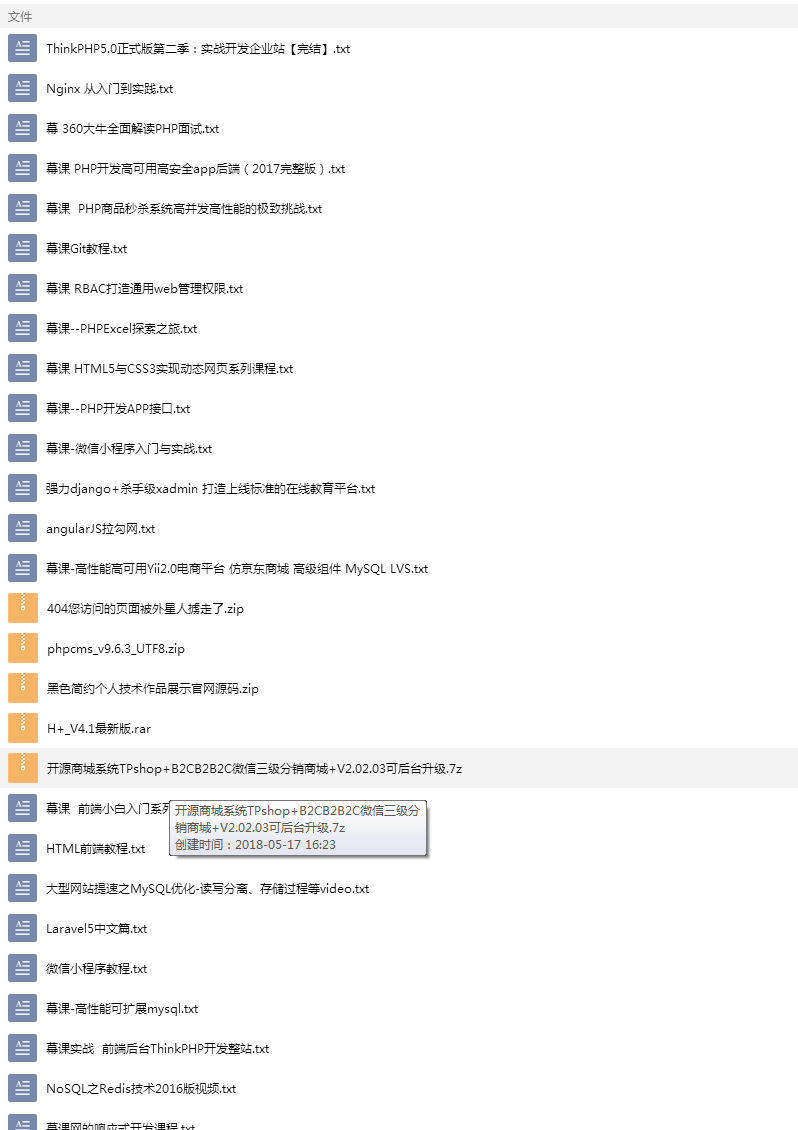 文件
ThinkPHP5.0正式版第二季：实战开发企业站【完结】.txt
Nginx 从入门到实践.txt
幕 360大牛全面解读PHP面试.txt
幕课 PHP开发高可用高安全app后端（2017完整版）.txt
幕课  PHP商品秒杀系统高并发高性能的极致挑战.txt
幕课Git教程.txt
幕课 RBAC打造通用web管理权限.txt
幕课--PHPExcel探索之旅.txt
幕课 HTML5与CSS3实现动态网页系列课程.txt
幕课--PHP开发APP接口.txt
幕课-微信小程序入门与实战.txt
强力django+杀手级xadmin 打造上线标准的在线教育平台.txt
angularJS拉勾网.txt
幕课-高性能高可用Yii2.0电商平台 仿京东商城 高级组件 MySQL LVS.txt
404您访问的页面被外星人掳走了.zip
phpcms_v9.6.3_UTF8.zip
黑色简约个人技术作品展示官网源码.zip
H+_V4.1最新版.rar
开源商城系统TPshop+B2CB2B2C微信三级分销商城+V2.02.03可后台升级.7z
幕课  前端小白入门系列
开源商城系统TPshop+B2CB2B2C微信三级分
销商城+V2.02.03可后台升级.7z
创建时间：2018-05-17 16:23
HTML前端教程.txt
大型网站提速之MySQL优化-读写分离、存储过程等video.txt
Laravel5中文篇.txt
微信小程序教程.txt
幕课-高性能可扩展mysql.txt
幕课实战  前端后台ThinkPHP开发整站.txt
NoSQL之Redis技术2016版视频.txt
幕课网的响应式开发课程.txt